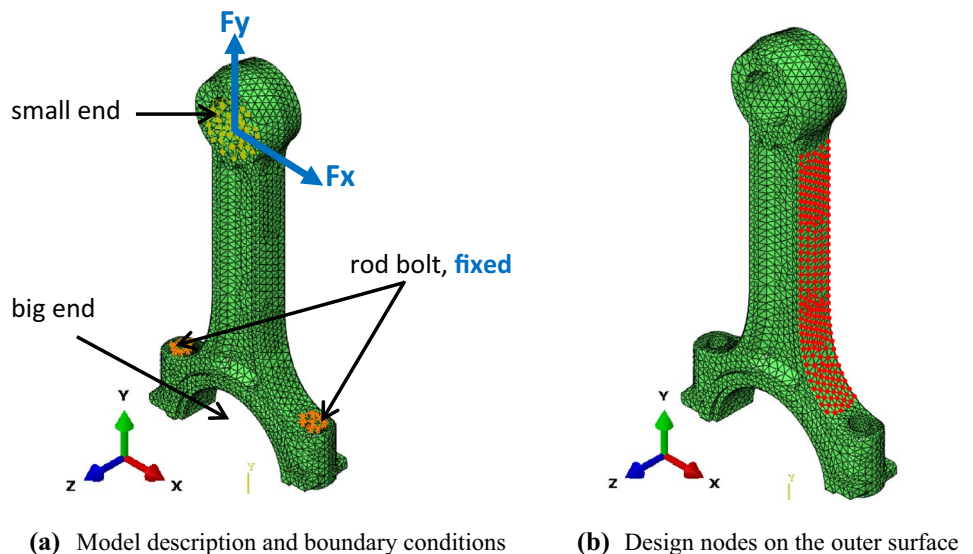 Fy
small end
Fx
rod bolt, fixed
big end
Y
Z
X
Y
Y
Z
X
Y
(a) Model description and boundary conditions
(b) Design nodes on the outer surface